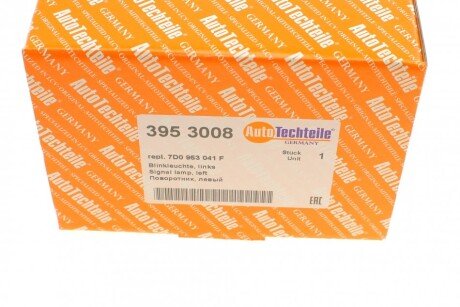 AutoTechteile
GERMANY
395 3008
AutoTechteile
GERMANY
Stück
Unit
1
repl. 7D0 953 041 F
Blinkleuchte, links
Signel lamp, left
Поворотник, левый
EAC